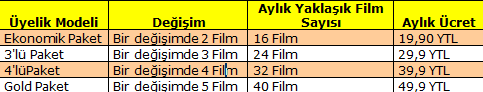 Üyelik Modeli Değişim Aylık Yaklaşık Film Sayısı Aylık Ücret
Ekonomik Paket Bir değişimde 2 Film 16 Film 19,90 YTL
3'lü Paket Bir değişimde 3 Film 24 Film 29,9 YTL
4'lüPaket Bir değişimde 4 Film 32 Film 39,9 YTL
Gold Paket Bir değişimde 5 Film 40 Film 49,9 YTL